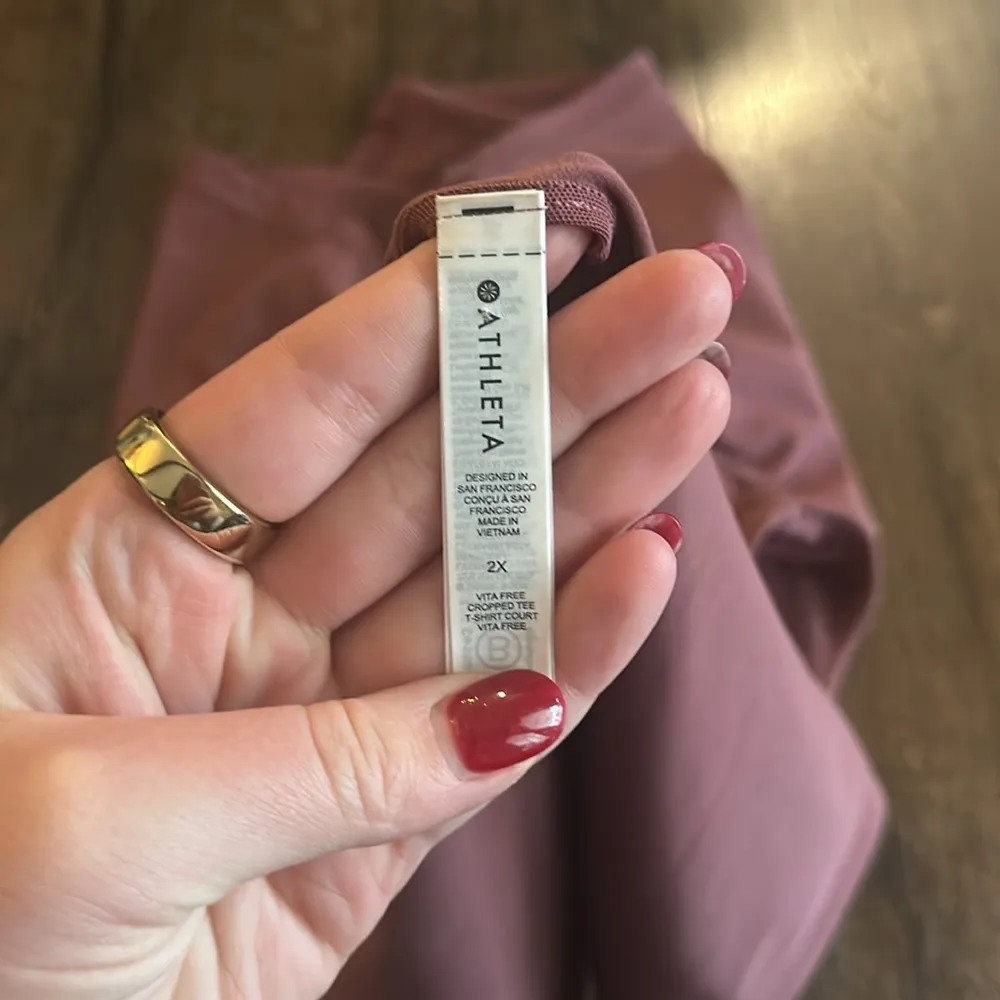 ATHLETA
DESIGNED IN
SAN FRANCISCO
CONÇU À SAN
FRANCISCO
MADE IN
VIETNAM
2X
VITA FREE
CROPPED TEE
T-SHIRT COURT
VITA FREE
B